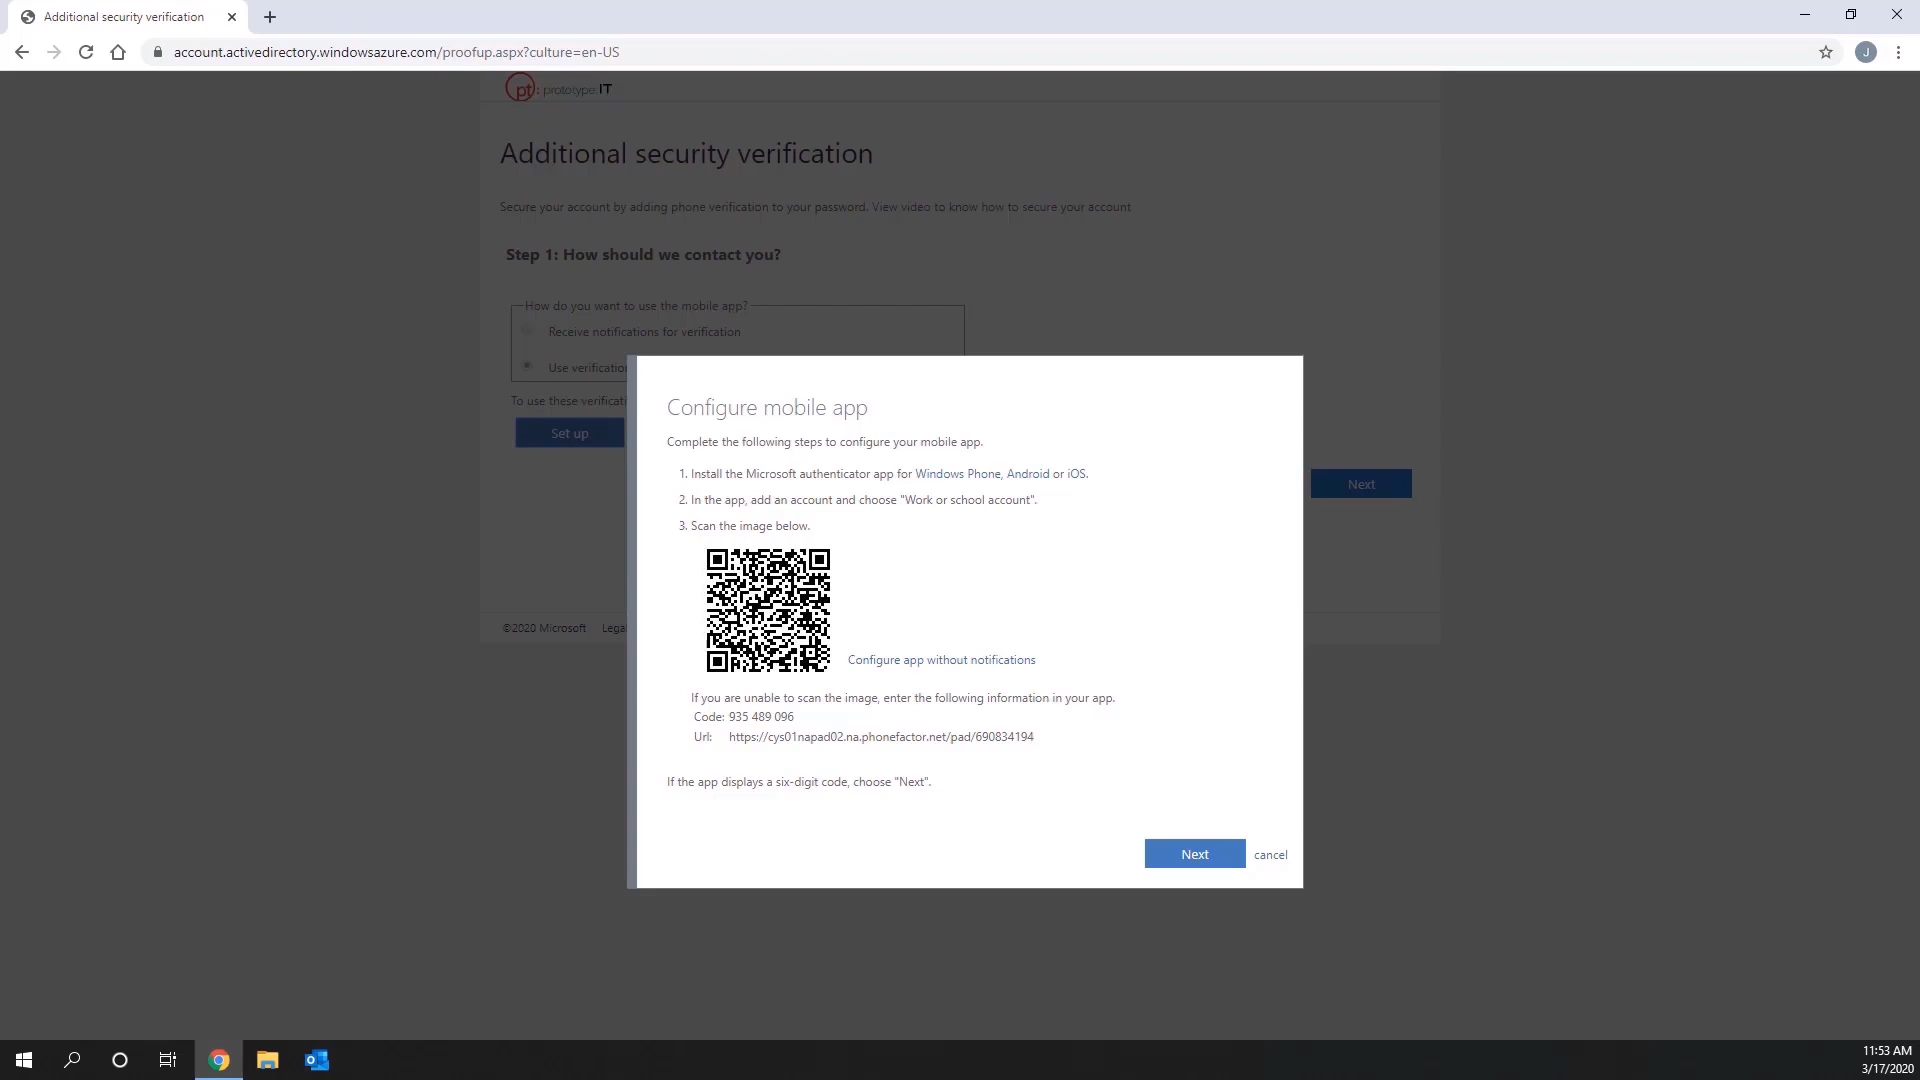 Additional security verification
account.activedirectory.windowsazure.com/proofup.aspx?culture=en-US
J
pt: prototype:IT
Additional security verification
Secure your account by adding phone verification to your password. View video to know how to secure your account
Step 1: How should we contact you?
How do you want to use the mobile app?
Receive notifications for verification
Use verification
To use these verificati
Set up
Next
©2020 Microsoft Legal
Configure mobile app
Complete the following steps to configure your mobile app.
1. Install the Microsoft authenticator app for Windows Phone, Android or iOS.
2. In the app, add an account and choose "Work or school account".
3. Scan the image below.
Configure app without notifications
If you are unable to scan the image, enter the following information in your app.
Code: 935 489 096
Url: https://cys01napad02.na.phonefactor.net/pad/690834194
If the app displays a six-digit code, choose "Next".
Next cancel
11:53 AM
3/17/2020